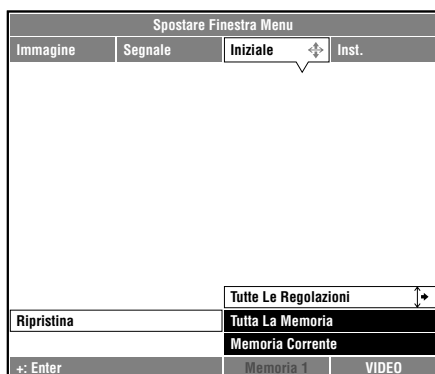 Spostare Finestra Menu
Immagine Segnale Iniziale Inst.
Tutte Le Regolazioni
Ripristina Tutta La Memoria
Memoria Corrente
+: Enter Memoria 1 VIDEO